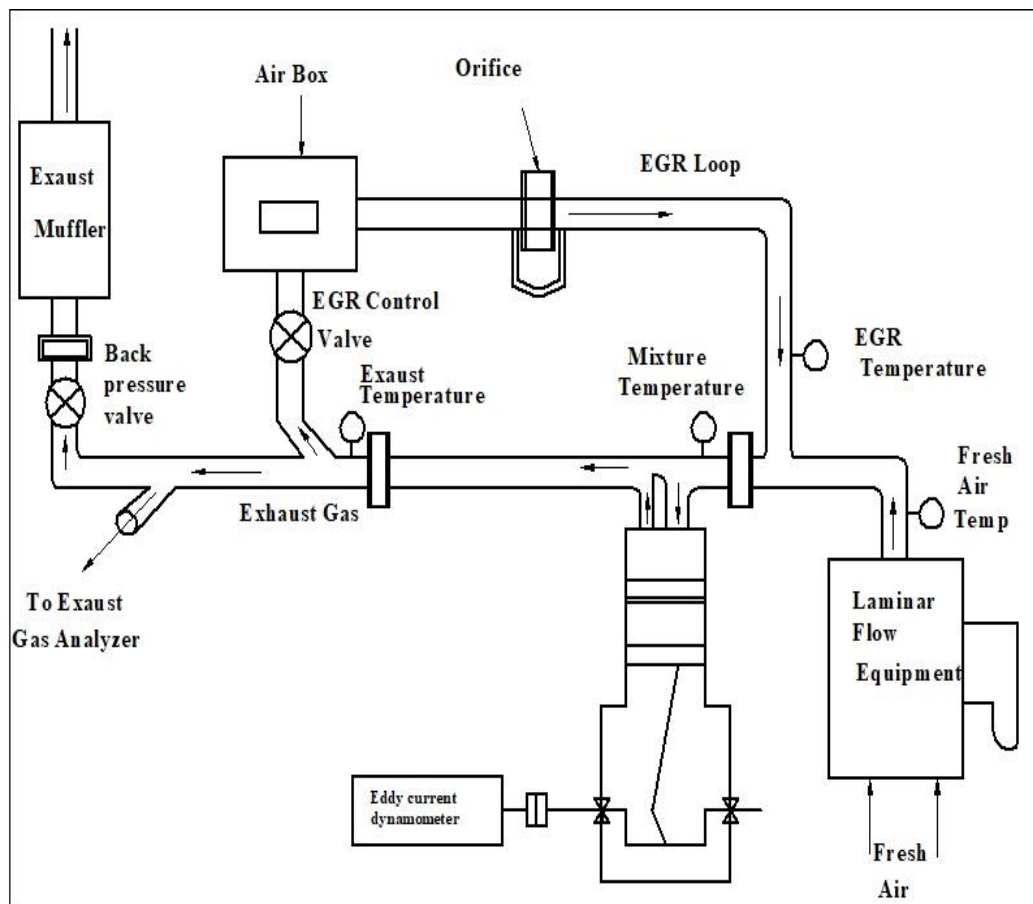 Air Box
Orifice
EGR Loop
Exaust
Muffler
EGR Control
Valve
Back
pressure
valve
Exaust
Temperature
Mixture
Temperature
EGR
Temperature
Fresh
Air
Temp
Exhaust Gas
To Exaust
Gas Analyzer
Laminar
Flow
Equipment
Eddy current
dynamometer
Fresh
Air